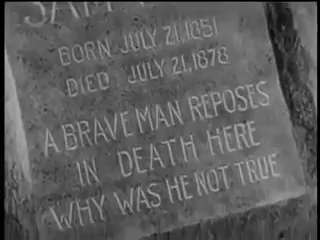 BORN JULY 21, 1851
DIED JULY 21, 1878
A BRAVE MAN REPOSES
IN DEATH HERE
WHY WAS HE NOT TRUE